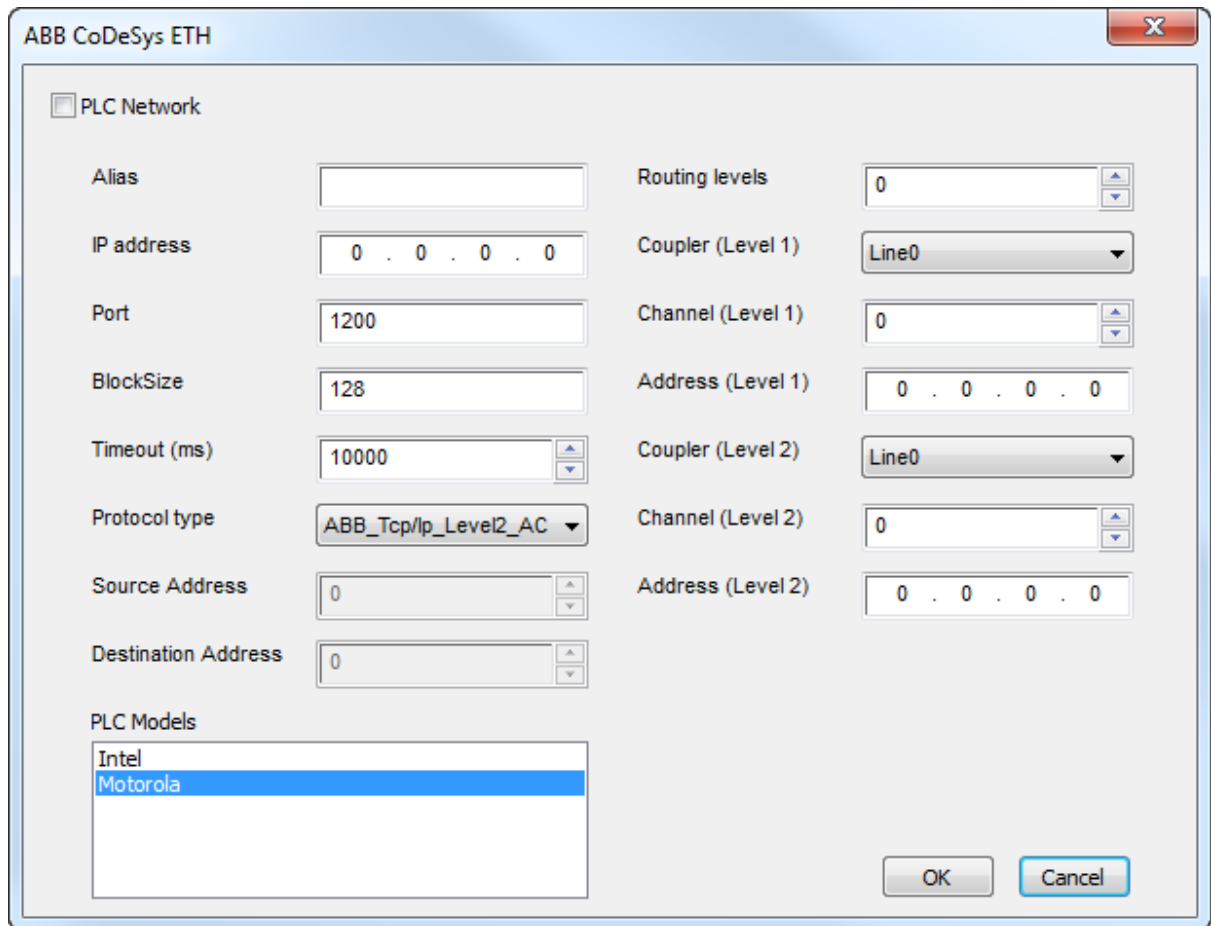 ABB CoDeSys ETH
PLC Network
Alias
Routing levels 0
IP address 0 . 0 . 0 . 0
Coupler (Level 1) Line0
Port 1200
Channel (Level 1) 0
BlockSize 128
Address (Level 1) 0 . 0 . 0 . 0
Timeout (ms) 10000
Coupler (Level 2) Line0
Protocol type ABB_Tcp/Ip_Level2_AC
Channel (Level 2) 0
Source Address 0
Address (Level 2) 0 . 0 . 0 . 0
Destination Address 0
PLC Models
Intel
Motorola
OK Cancel